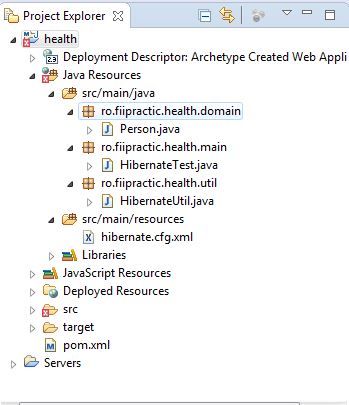 Project Explorer
health
Deployment Descriptor: Archetype Created Web Appli
Java Resources
src/main/java
ro.fiipractic.health.domain
Person.java
ro.fiipractic.health.main
HibernateTest.java
ro.fiipractic.health.util
HibernateUtil.java
src/main/resources
hibernate.cfg.xml
Libraries
JavaScript Resources
Deployed Resources
src
target
pom.xml
Servers